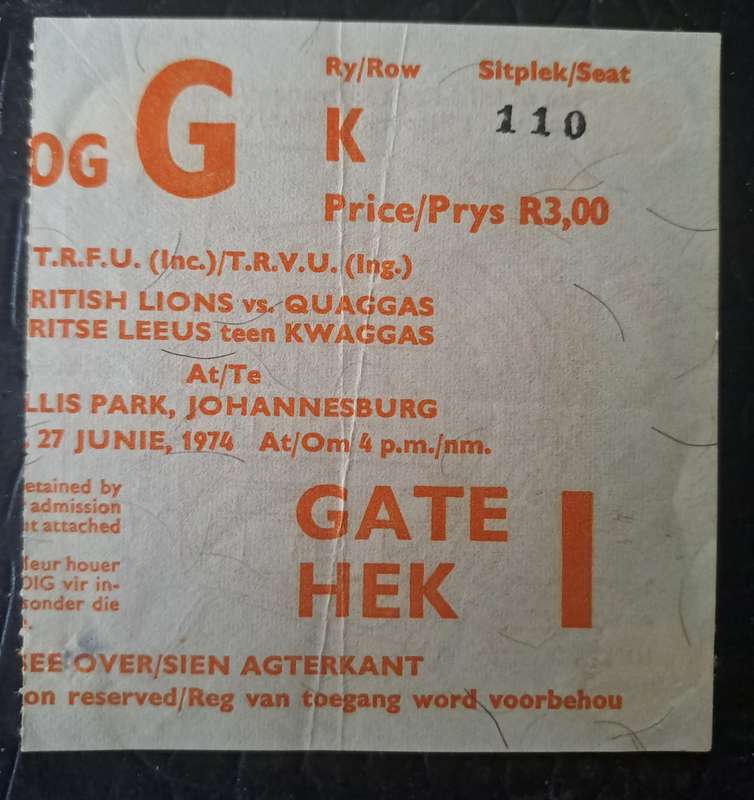 Ry/Row Sitplek/Seat
OG G K 110
Price/Prys R3,00
T.R.F.U. (Inc.)/T.R.V.U. (Ing.)
RITISH LIONS vs. QUAGGAS
RITSE LEEUS teen KWAGGAS
At/Te
LLIS PARK, JOHANNESBURG
. 27 JUNIE, 1974 At/Om 4 p.m./nm.
etained by
admission
nt attached
GATE
HEK
I
leur houer
DIG vir in-
sonder die
SEE OVER/SIEN AGTERKANT
on reserved/Reg van toegang word voorbehou